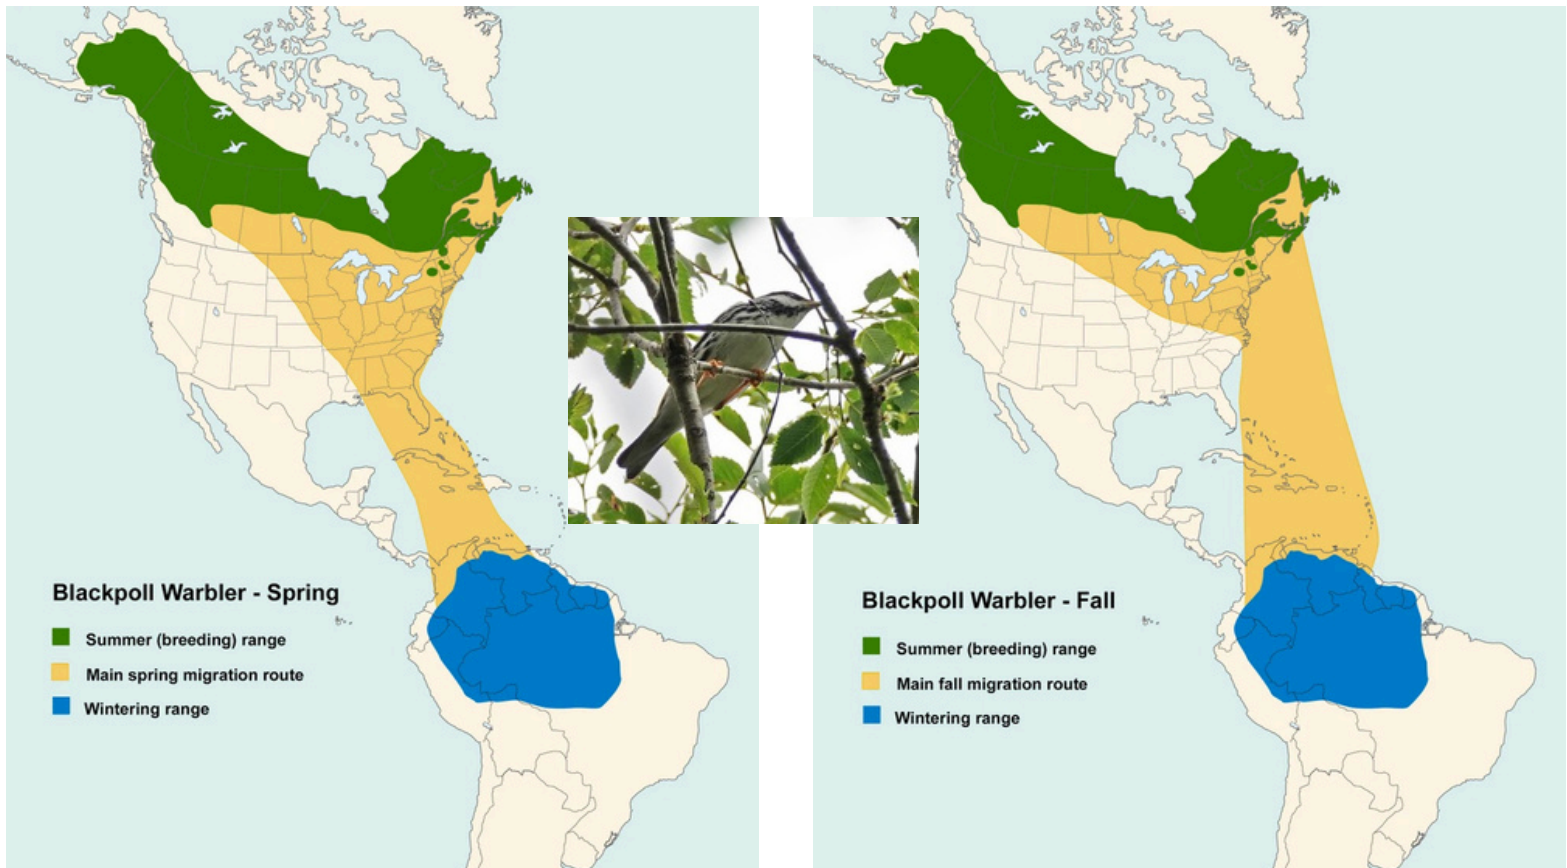 Blackpoll Warbler - Spring
Summer (breeding) range
Main spring migration route
Wintering range
Blackpoll Warbler - Fall
Summer (breeding) range
Main fall migration route
Wintering range